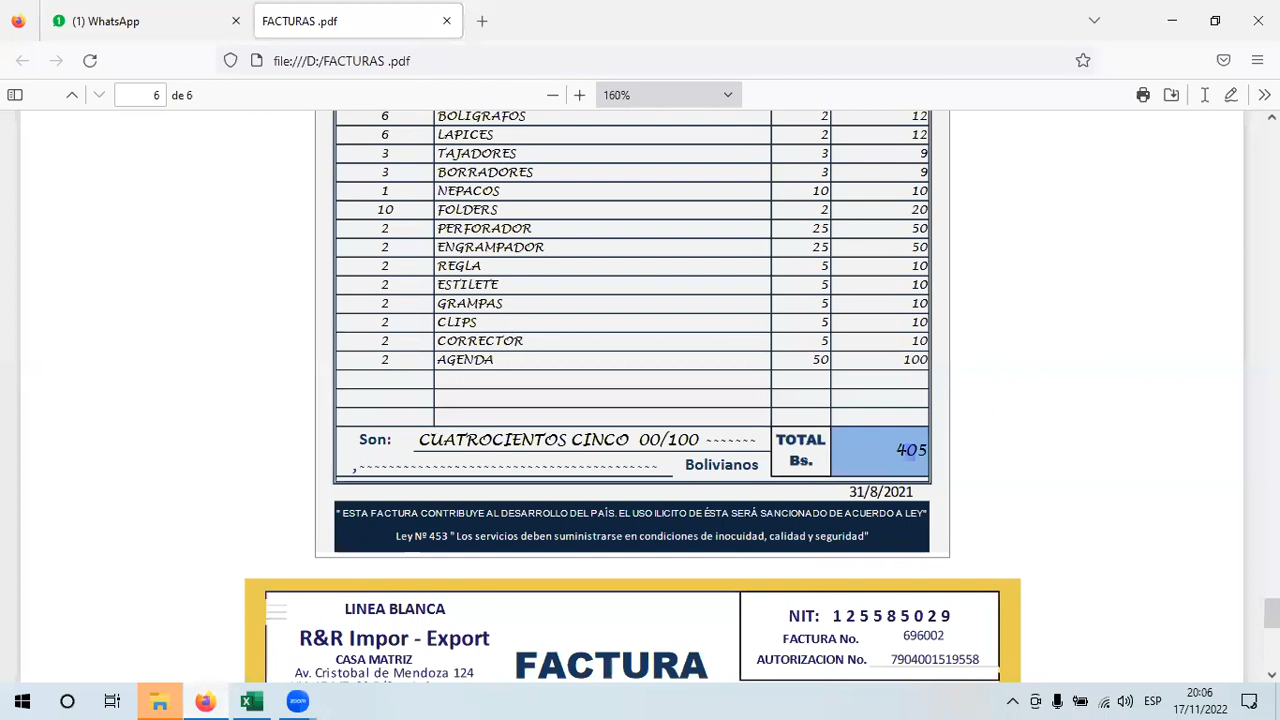 (1) WhatsApp
FACTURAS .pdf
file:///D:/FACTURAS .pdf
6 de 6
160%
6 BOLIGRAFOS 2 12
6 LAPICES 2 12
3 TAJADORES 3 9
3 BORRADORES 3 9
1 NEPACOS 10 10
10 FOLDERS 2 20
2 PERFORADOR 25 50
2 ENGRAMPADOR 25 50
2 REGLA 5 10
2 ESTILETE 5 10
2 GRAMPAS 5 10
2 CLIPS 5 10
2 CORRECTOR 5 10
2 AGENDA 50 100
Son: CUATROCIENTOS CINCO 00/100 ~~~~~~~ TOTAL Bs. 405
,~~~~~~~~~~~~~~~~~~~~~~~~~~~~~~~~~~~~~ Bolivianos
31/8/2021
" ESTA FACTURA CONTRIBUYE AL DESARROLLO DEL PAÍS. EL USO ILICITO DE ÉSTA SERÁ SANCIONADO DE ACUERDO A LEY"
Ley Nº 453 " Los servicios deben suministrarse en condiciones de inocuidad, calidad y seguridad"
LINEA BLANCA
R&R Impor - Export
CASA MATRIZ
Av. Cristobal de Mendoza 124
FACTURA
NIT: 1 2 5 5 8 5 0 2 9
FACTURA No. 696002
AUTORIZACION No. 7904001519558
ESP
20:06
17/11/2022